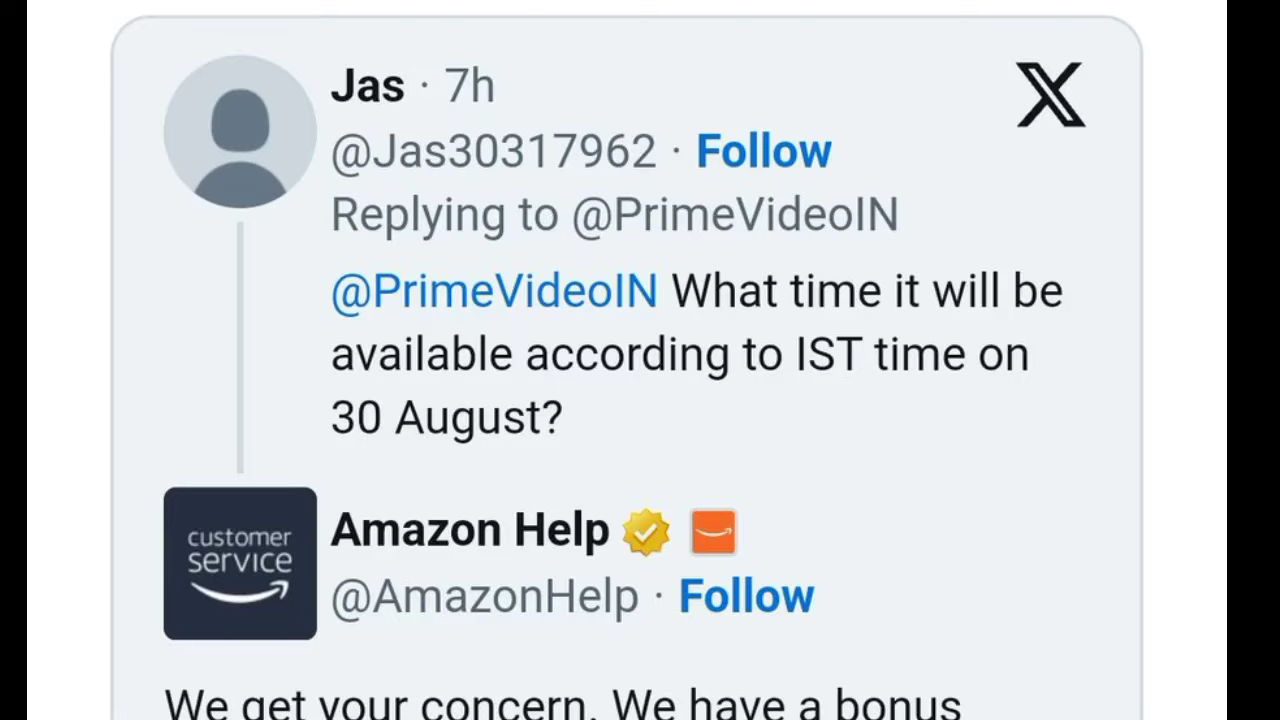 Jas · 7h
@Jas30317962 · Follow
Replying to @PrimeVideoIN
@PrimeVideoIN What time it will be
available according to IST time on
30 August?
customer
service
Amazon Help
@AmazonHelp · Follow
We get your concern. We have a bonus